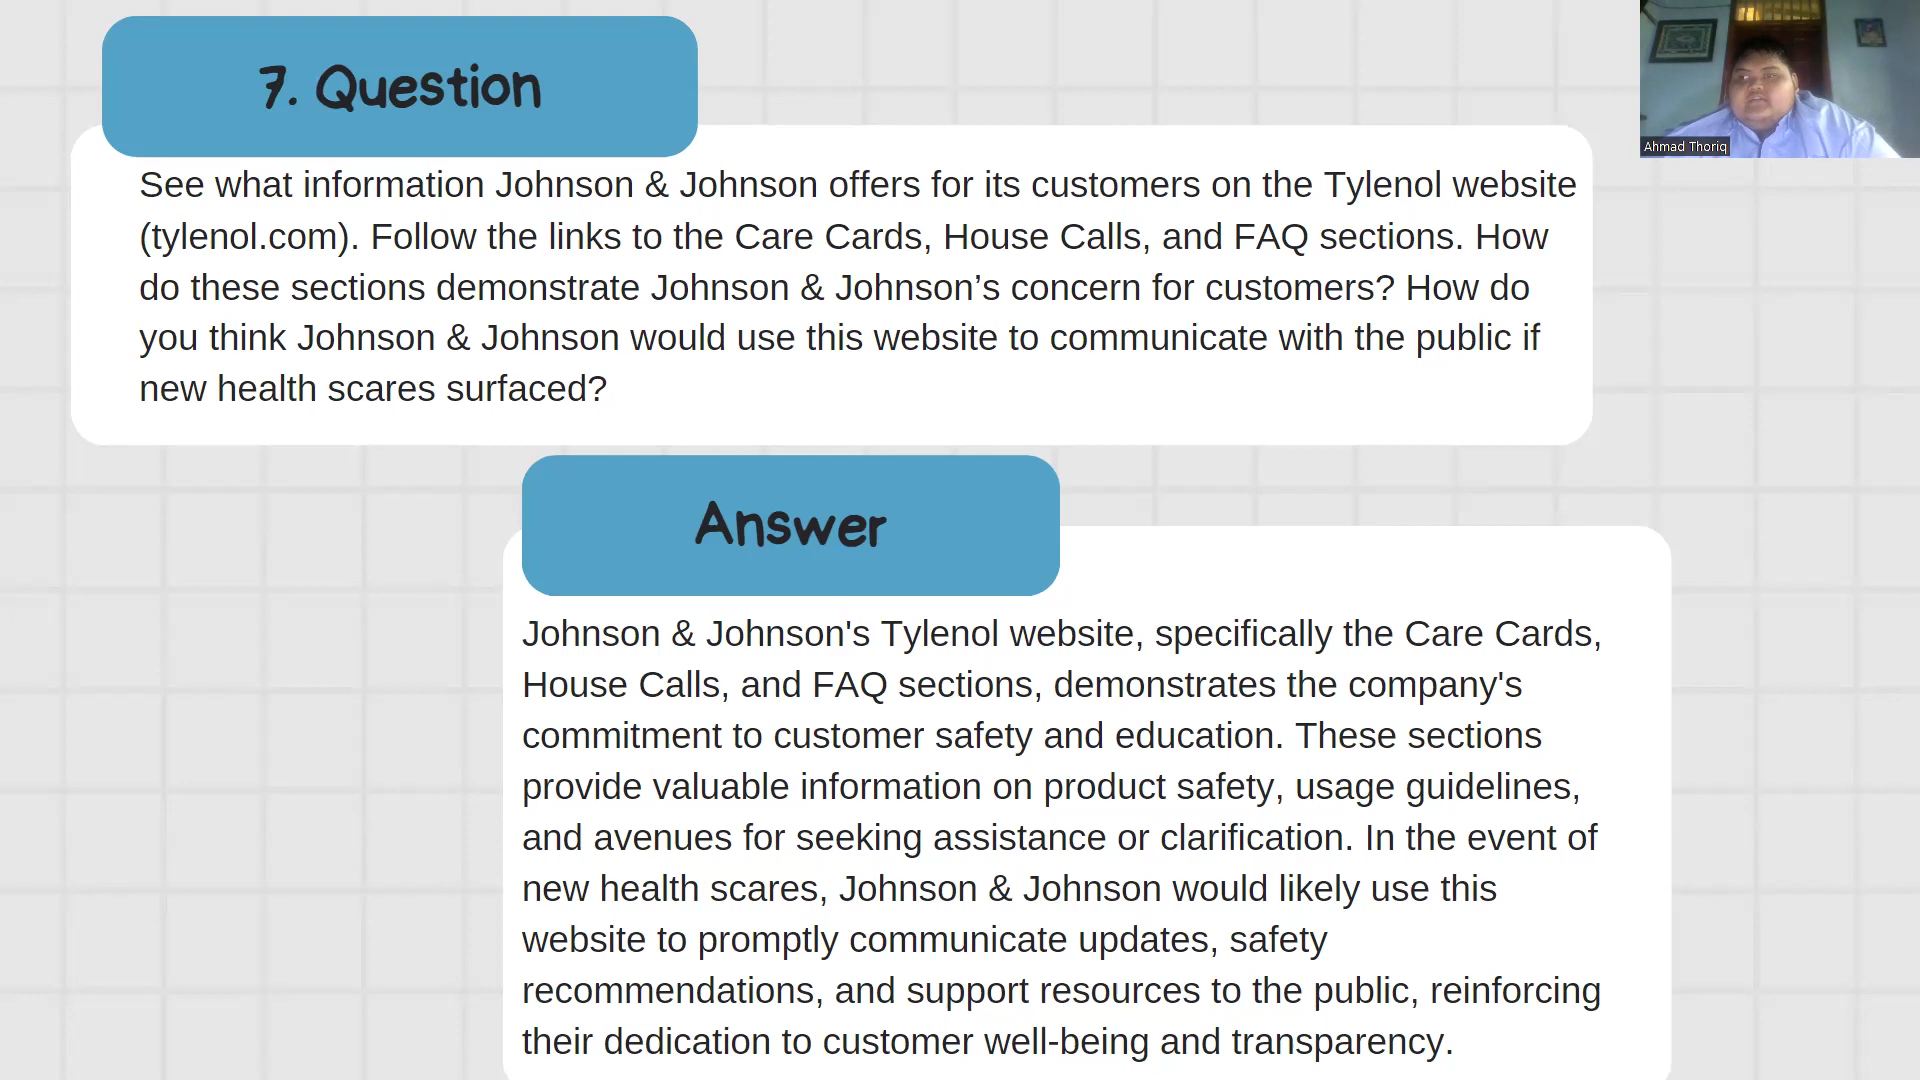 7. Question
See what information Johnson & Johnson offers for its customers on the Tylenol website
(tylenol.com). Follow the links to the Care Cards, House Calls, and FAQ sections. How
do these sections demonstrate Johnson & Johnson’s concern for customers? How do
you think Johnson & Johnson would use this website to communicate with the public if
new health scares surfaced?
Ahmad Thoriq
Answer
Johnson & Johnson's Tylenol website, specifically the Care Cards,
House Calls, and FAQ sections, demonstrates the company's
commitment to customer safety and education. These sections
provide valuable information on product safety, usage guidelines,
and avenues for seeking assistance or clarification. In the event of
new health scares, Johnson & Johnson would likely use this
website to promptly communicate updates, safety
recommendations, and support resources to the public, reinforcing
their dedication to customer well-being and transparency.